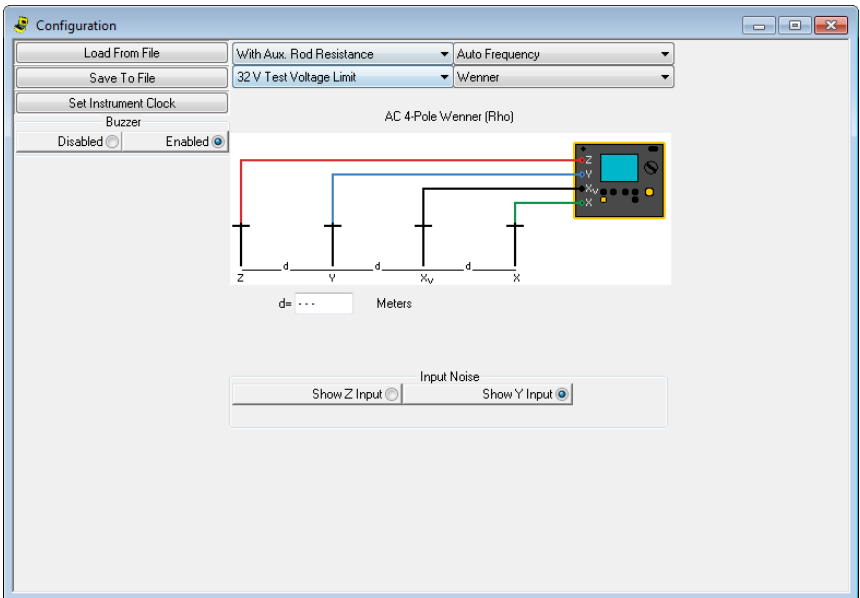 Configuration
Load From File
With Aux. Rod Resistance
Auto Frequency
Save To File
32 V Test Voltage Limit
Wenner
Set Instrument Clock
Buzzer
Disabled
Enabled
AC 4-Pole Wenner (Rho)
Z
Y
Xv
X
d
d
d
Z
Y
Xv
X
d= ---
Meters
Input Noise
Show Z Input
Show Y Input